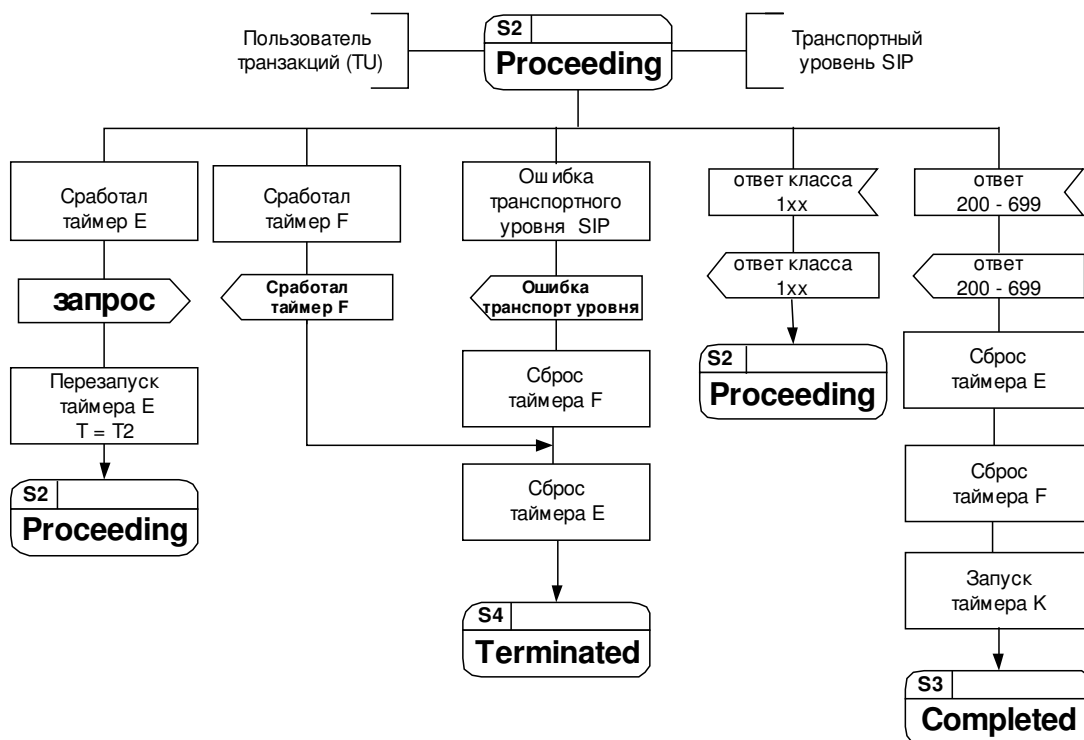 Пользователь
транзакций (TU)
S2
Proceeding
Транспортный
уровень SIP
Сработал
таймер E
запрос
Перезапуск
таймера E
T = T2
S2
Proceeding
Сработал
таймер F
Сработал
таймер F
Ошибка
транспортного
уровня SIP
Ошибка
транспорт уровня
Сброс
таймера F
Сброс
таймера E
S4
Terminated
ответ класса
1xx
ответ класса
1xx
S2
Proceeding
ответ
200 - 699
ответ
200 - 699
Сброс
таймера E
Сброс
таймера F
Запуск
таймера K
S3
Completed